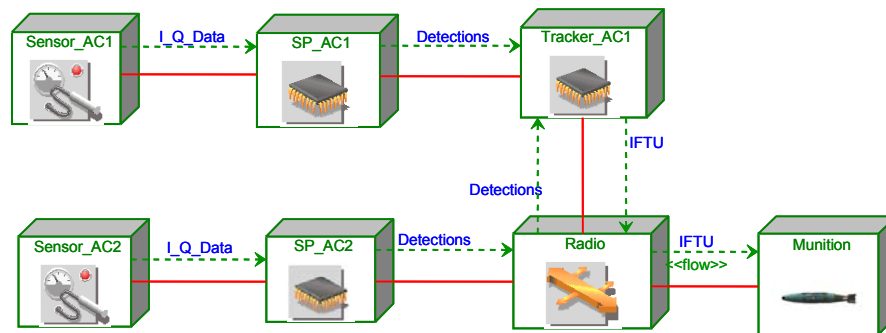 Sensor_AC1
I_Q_Data
SP_AC1
Detections
Tracker_AC1
IFTU
Detections
Sensor_AC2
I_Q_Data
SP_AC2
Detections
Radio
IFTU
<<flow>>
Munition